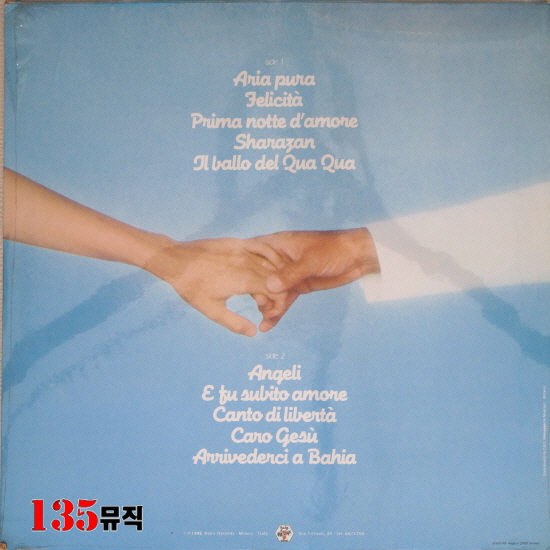 side 1
Aria pura
Felicità
Prima notte d'amore
Sharazan
Il ballo del Qua Qua
side 2
Angeli
E fu subito amore
Canto di libertà
Caro Gesù
Arrivederci a Bahia
135뮤직